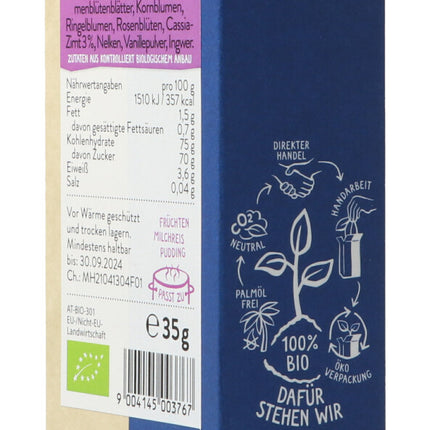 menblütenblätter, Kornblumen,
Ringelblumen, Rosenblüten, Cassia-
Zimt 3%, Nelken, Vanillepulver, Ingwer.
ZUTATEN AUS KONTROLLIERT BIOLOGISCHEM ANBAU
Nährwertangaben pro 100 g
Energie 1510 kJ / 357 kcal
Fett 1,5 g
davon gesättigte Fettsäuren 0,7 g
Kohlenhydrate 75 g
davon Zucker 70 g
Eiweiß 3,6 g
Salz 0,04 g
Vor Wärme geschützt
und trocken lagern.
Mindestens haltbar
bis: 30.09.2024
Ch.: MH21041304F01
FRÜCHTEN
MILCHREIS
PUDDING
PASST ZU
AT-BIO-301
EU-/Nicht-EU-
Landwirtschaft
e 35g
9 004145 003767
DIREKTER
HANDEL
HANDARBEIT
CO2
NEUTRAL
PALMÖL
FREI
ÖKO
VERPACKUNG
100%
BIO
DAFÜR
STEHEN WIR